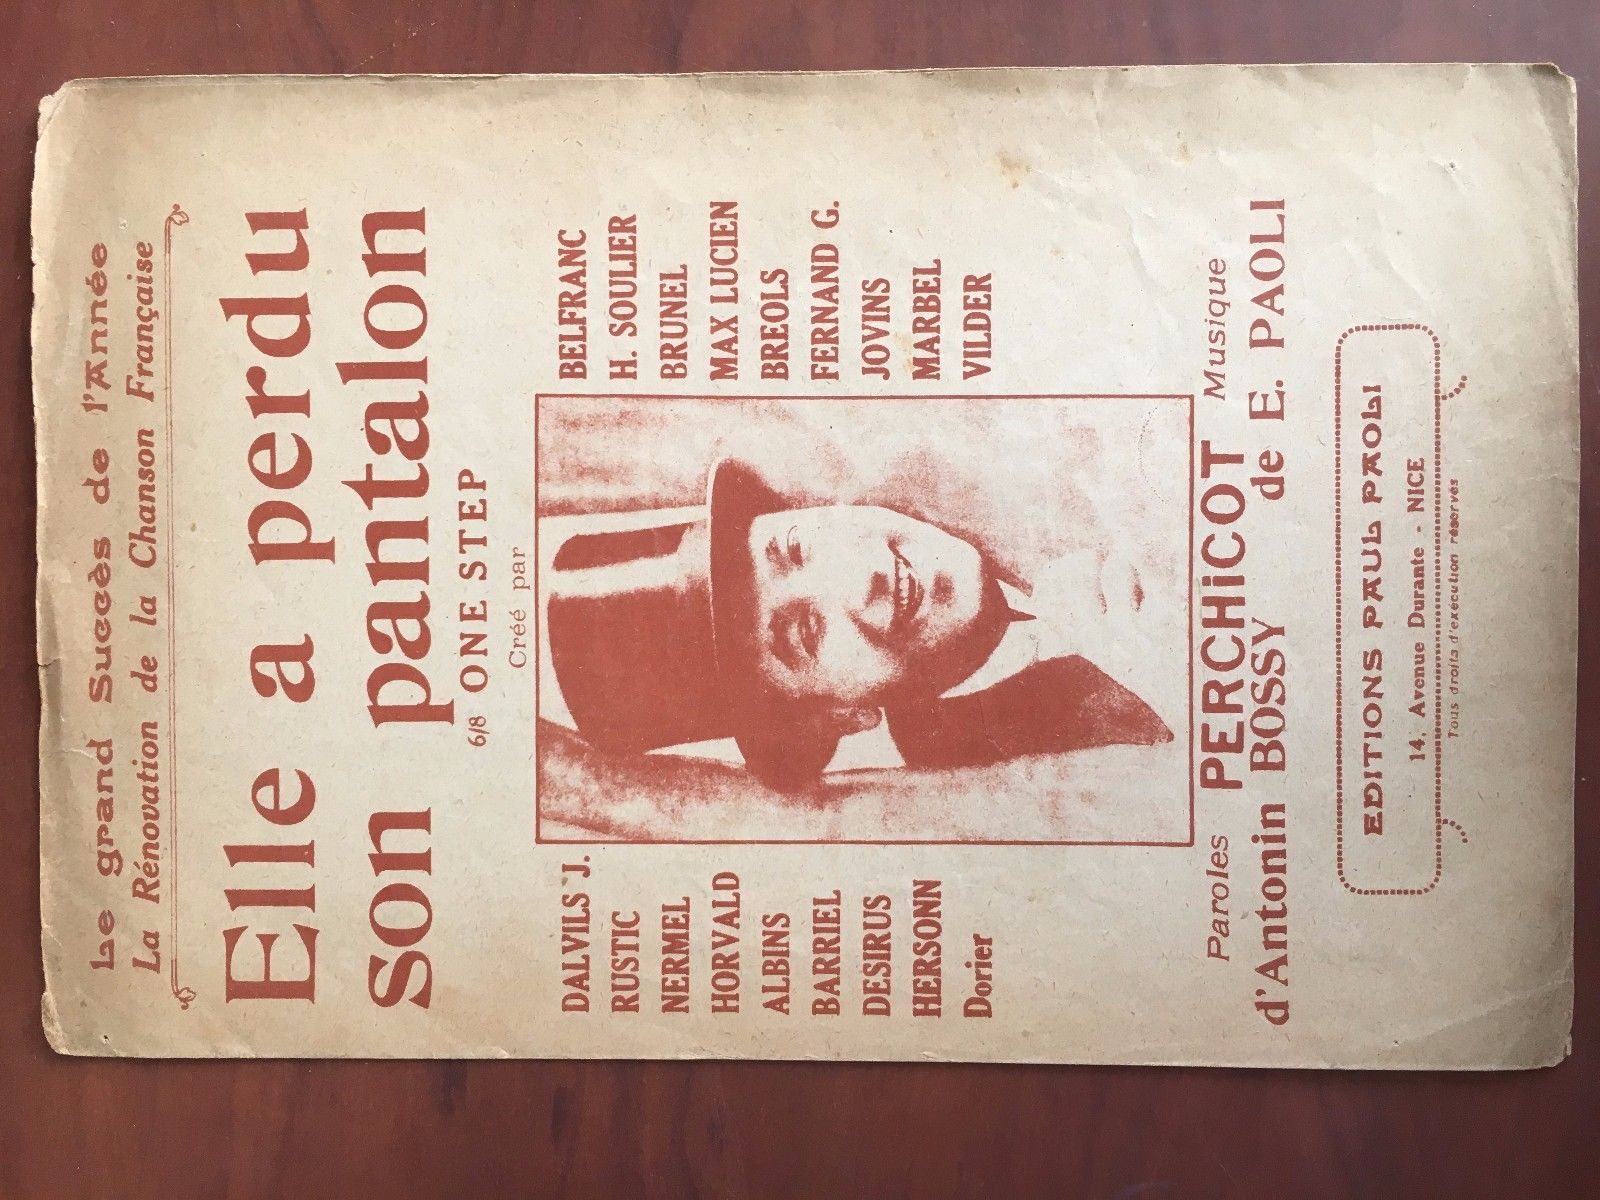 Le grand Succès de l'Année
La Rénovation de la Chanson Française
Elle a perdu
son pantalon
6/8 ONE STEP
Créé par
DALVILS J.
RUSTIC
NERMEL
HORVALD
ALBINS
BARRIEL
DESIRUS
HERSONN
Dorier
BELFRANC
H. SOULIER
BRUNEL
MAX LUCIEN
BREOLS
FERNAND G.
JOVINS
MARBEL
VILDER
PERCHiCOT
Paroles Musique
d'Antonin BOSSY de E. PAOLI
EDITIONS PAUL PAOLI
14, Avenue Durante - NICE
Tous droits d'exécution réservés